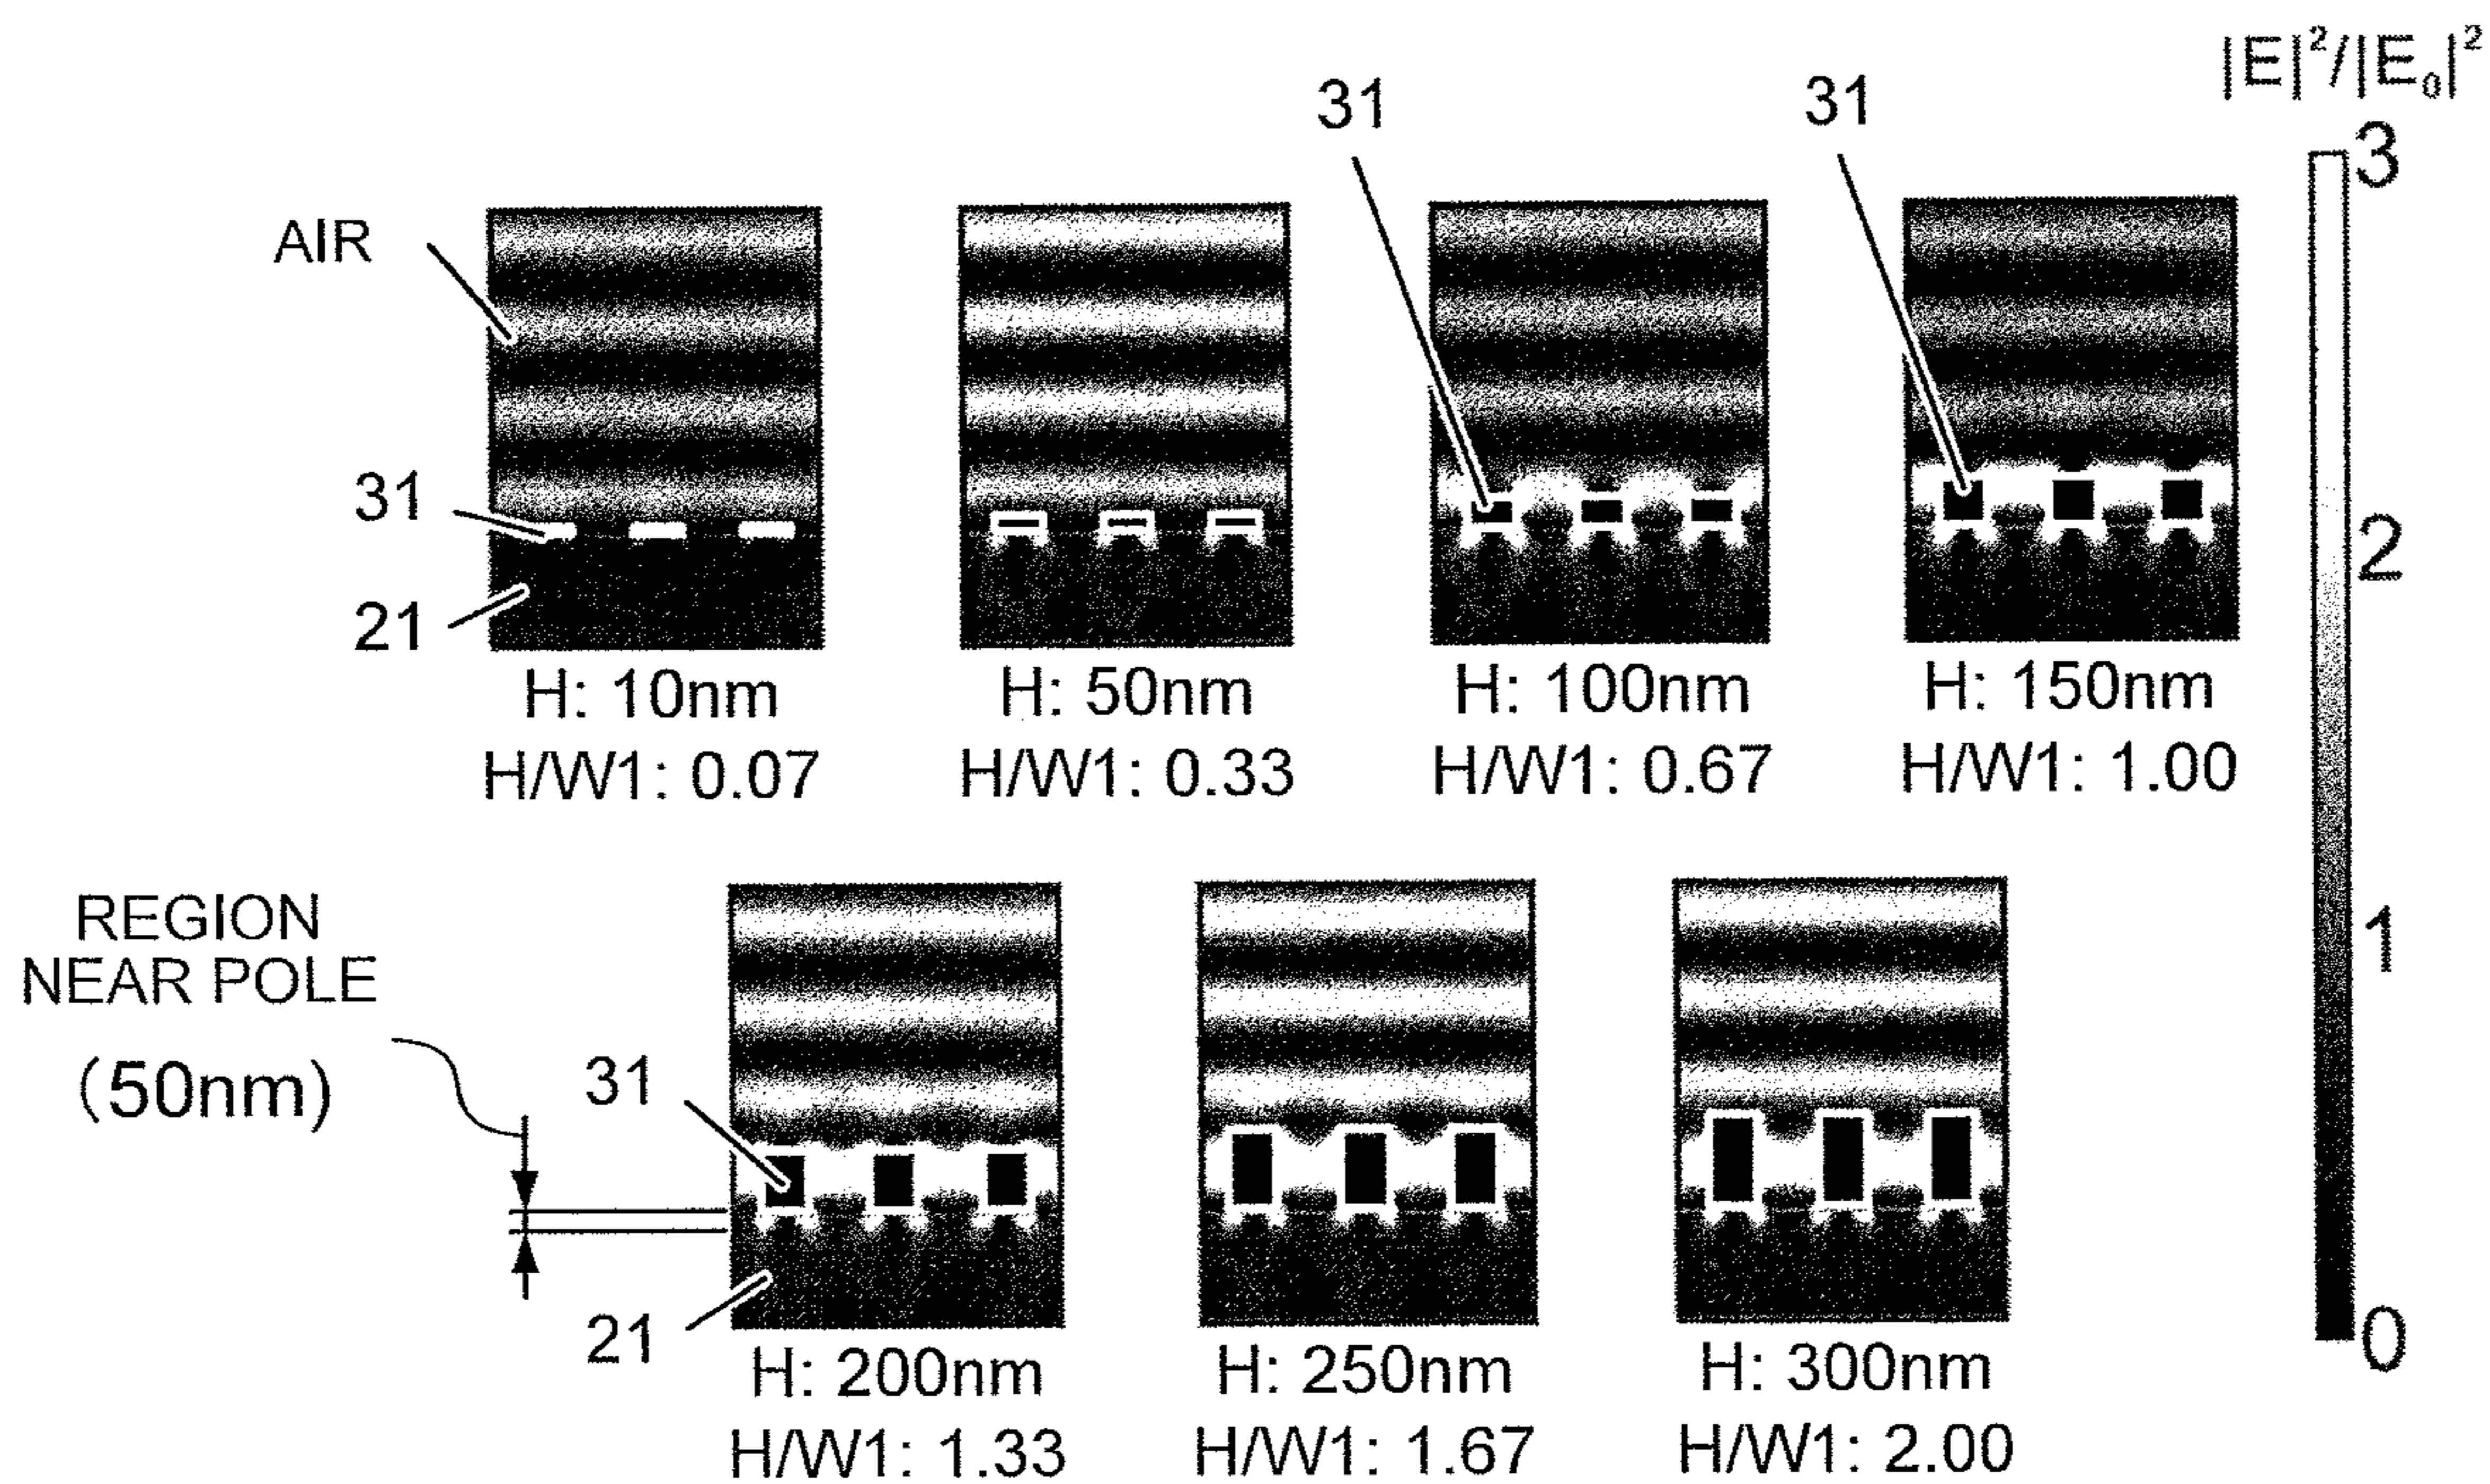 |E|²/|E₀|²
31
31
3
AIR
31
21
2
H: 10nm
H/W1: 0.07
H: 50nm
H/W1: 0.33
H: 100nm
H/W1: 0.67
H: 150nm
H/W1: 1.00
REGION
NEAR POLE
(50nm)
1
31
21
0
H: 200nm
H/W1: 1.33
H: 250nm
H/W1: 1.67
H: 300nm
H/W1: 2.00